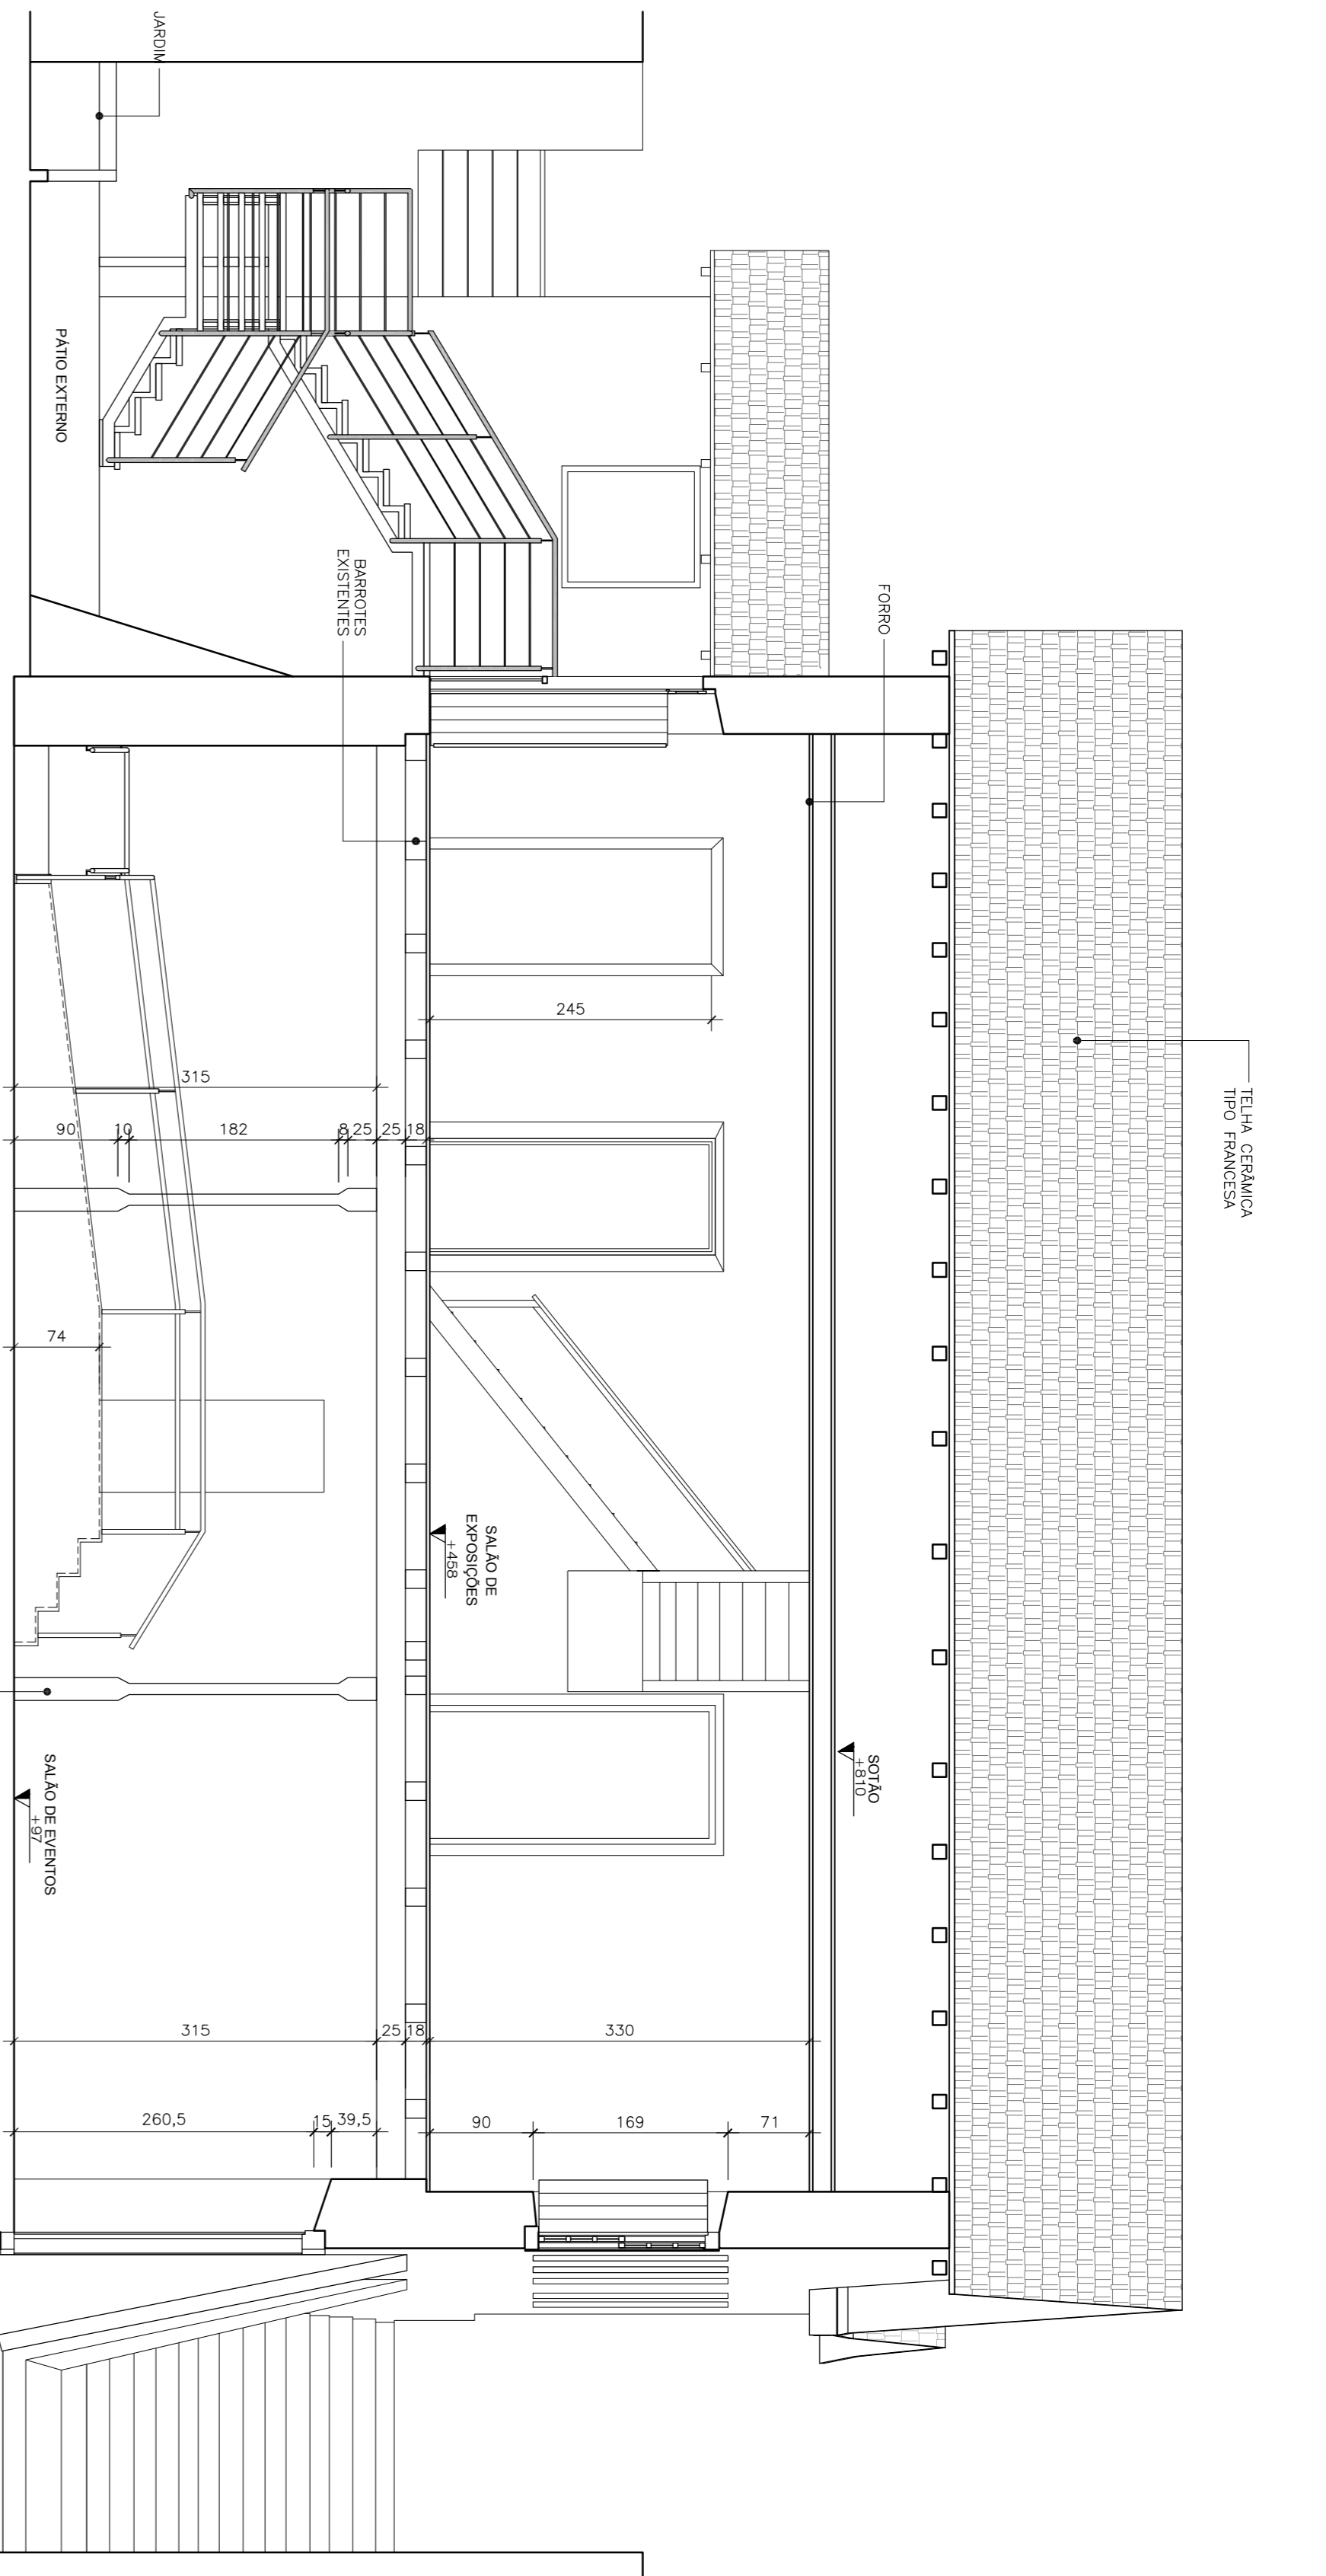 JARDIM
PÁTIO EXTERNO
BARROTES
EXISTENTES
FORRO
TELHA CERÂMICA
TIPO FRANCESA
245
315
90
10
182
8
25
25
18
74
SALÃO DE
EXPOSIÇÕES
+458
SOTÃO
+810
SALÃO DE EVENTOS
+97
315
25
18
330
260,5
15
39,5
90
169
71